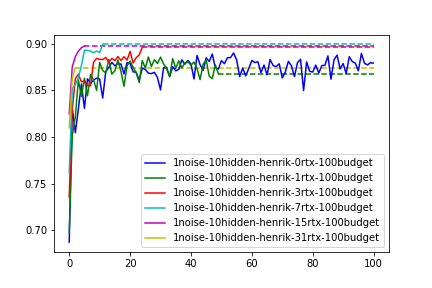 0.90
0.85
0.80
0.75
0.70
0
20
40
60
80
100
1noise-10hidden-henrik-0rtx-100budget
1noise-10hidden-henrik-1rtx-100budget
1noise-10hidden-henrik-3rtx-100budget
1noise-10hidden-henrik-7rtx-100budget
1noise-10hidden-henrik-15rtx-100budget
1noise-10hidden-henrik-31rtx-100budget